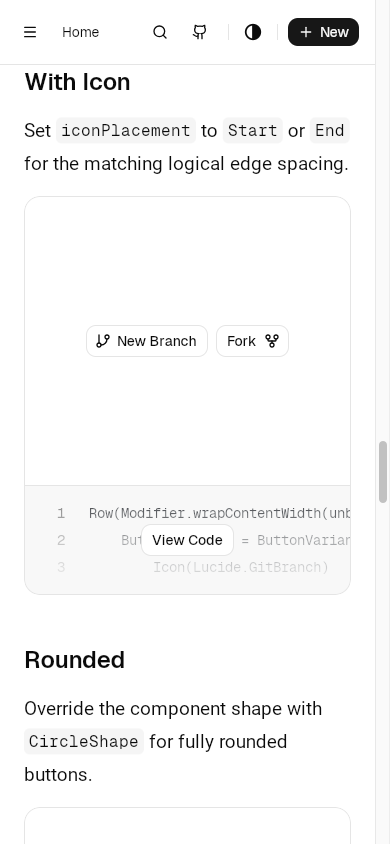 Home
New
With Icon
Set iconPlacement to Start or End
for the matching logical edge spacing.
New Branch
Fork
1 Row(Modifier.wrapContentWidth(unb
2 But
View Code
= ButtonVarian
3 Icon(Lucide.GitBranch)
Rounded
Override the component shape with
CircleShape for fully rounded
buttons.